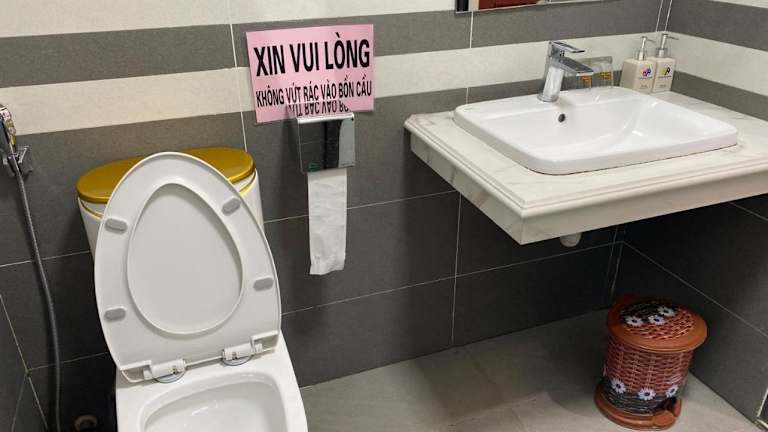 XIN VUI LÒNG
KHÔNG VỨT RÁC VÀO BỒN CẦU